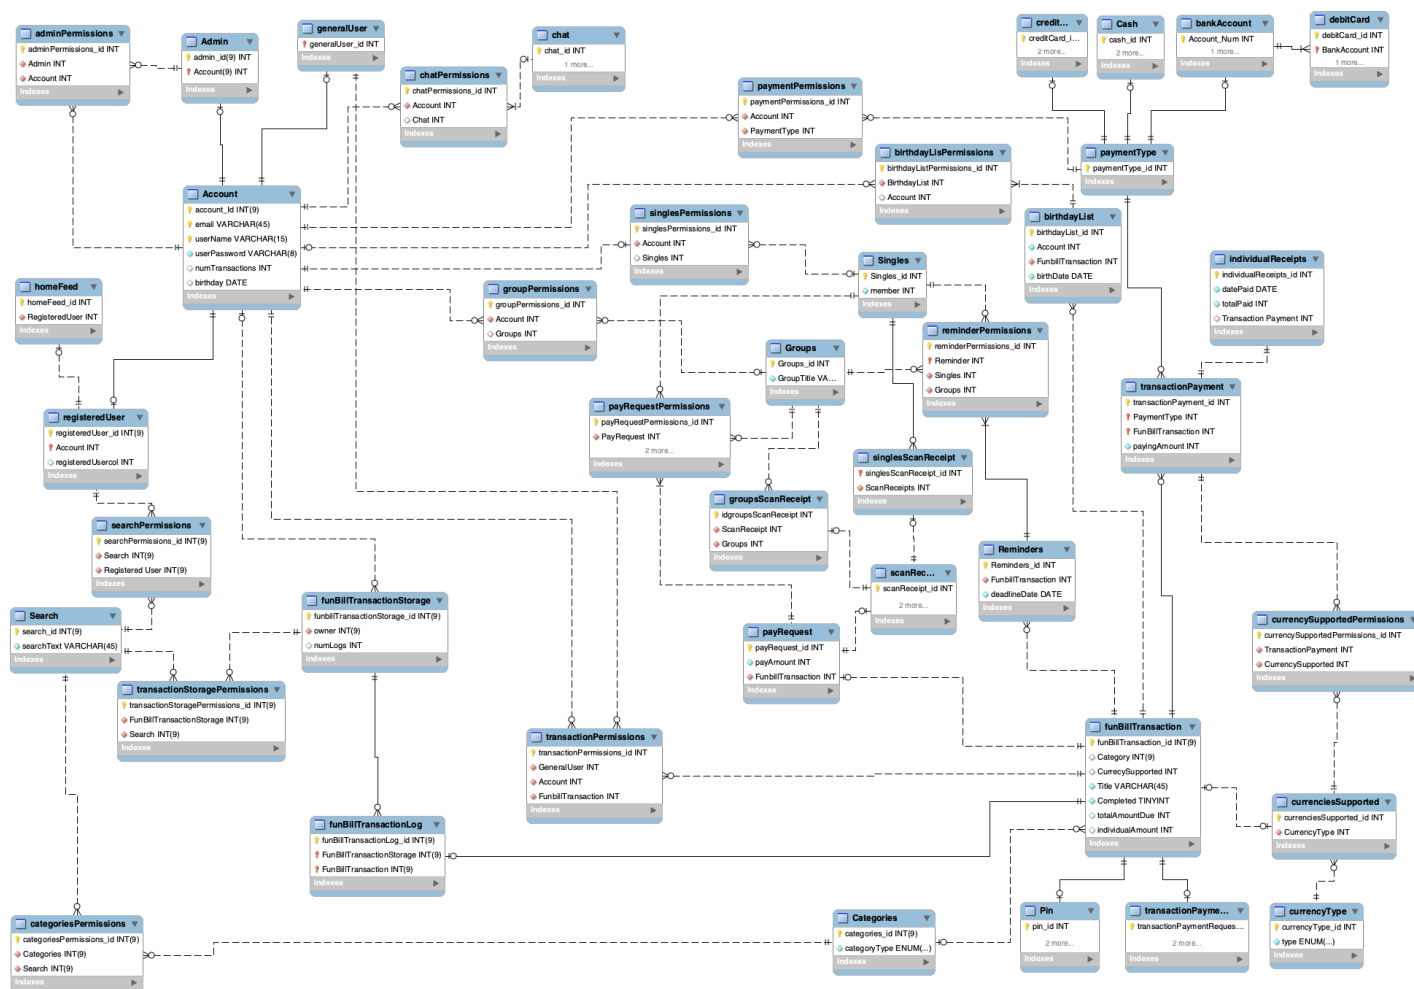 adminPermissions
adminPermissions_id INT
Admin INT
Account INT
Indexes
Admin
admin_id(9) INT
Account(9) INT
Indexes
generalUser
generalUser_id INT
Indexes
chatPermissions
chatPermissions_id INT
Account INT
Chat INT
Indexes
chat
chat_id INT
1 more...
Indexes
paymentPermissions
paymentPermissions_id INT
Account INT
PaymentType INT
Indexes
credit...
creditCard_i...
2 more...
Indexes
Cash
cash_id INT
2 more...
Indexes
bankAccount
Account_Num INT
1 more...
Indexes
debitCard
debitCard_id INT
BankAccount INT
1 more...
Indexes
birthdayLisPermissions
birthdayListPermissions_id INT
BirthdayList INT
Account INT
Indexes
paymentType
paymentType_id INT
Indexes
Account
account_Id INT(9)
email VARCHAR(45)
userName VARCHAR(15)
userPassword VARCHAR(8)
numTransactions INT
birthday DATE
Indexes
singlesPermissions
singlesPermissions_id INT
Account INT
Singles INT
Indexes
birthdayList
birthdayList_id INT
Account INT
FunbillTransaction INT
birthDate DATE
Indexes
Singles
Singles_id INT
member INT
Indexes
individualReceipts
individualReceipts_id INT
datePaid DATE
totalPaid INT
Transaction Payment INT
Indexes
homeFeed
homeFeed_id INT
RegisteredUser INT
Indexes
groupPermissions
groupPermissions_id INT
Account INT
Groups INT
Indexes
reminderPermissions
reminderPermissions_id INT
Reminder INT
Singles INT
Groups INT
Indexes
Groups
Groups_id INT
GroupTitle VA...
Indexes
transactionPayment
transactionPayment_id INT
PaymentType INT
FunBillTransaction INT
payingAmount INT
Indexes
registeredUser
registeredUser_id INT(9)
Account INT
registeredUsercol INT
Indexes
payRequestPermissions
payRequestPermissions_id INT
PayRequest INT
2 more...
Indexes
singlesScanReceipt
singlesScanReceipt_id INT
ScanReceipts INT
Indexes
groupsScanReceipt
idgroupsScanReceipt INT
ScanReceipt INT
Groups INT
Indexes
searchPermissions
searchPermissions_id INT(9)
Search INT(9)
Registered User INT(9)
Indexes
Reminders
Reminders_id INT
FunbillTransaction INT
deadlineDate DATE
Indexes
scanRec...
scanReceipt_id INT
2 more...
Indexes
funBillTransactionStorage
funbillTransactionStorage_id INT(9)
owner INT(9)
numLogs INT
Indexes
Search
search_id INT(9)
searchText VARCHAR(45)
Indexes
currencySupportedPermissions
currencySupportedPermissions_id INT
TransactionPayment INT
CurrencySupported INT
Indexes
payRequest
payRequest_id INT
payAmount INT
FunbillTransaction INT
Indexes
transactionStoragePermissions
transactionStoragePermissions_id INT(9)
FunBillTransactionStorage INT(9)
Search INT(9)
Indexes
transactionPermissions
transactionPermissions_id INT
GeneralUser INT
Account INT
FunbillTransaction INT
Indexes
funBillTransaction
funBillTransaction_id INT(9)
Category INT(9)
CurrecySupported INT
Title VARCHAR(45)
Completed TINYINT
totalAmountDue INT
individualAmount INT
Indexes
currenciesSupported
currenciesSupported_id INT
CurrencyType INT
Indexes
funBillTransactionLog
funBillTransactionLog_id INT(9)
FunBillTransactionStorage INT(9)
FunBillTransaction INT(9)
Indexes
categoriesPermissions
categoriesPermissions_id INT(9)
Categories INT(9)
Search INT(9)
Indexes
Categories
categories_id INT(9)
categoryType ENUM(...)
Indexes
Pin
pin_id INT
2 more...
Indexes
transactionPayme...
transactionPaymentReques...
2 more...
Indexes
currencyType
currencyType_id INT
type ENUM(...)
Indexes